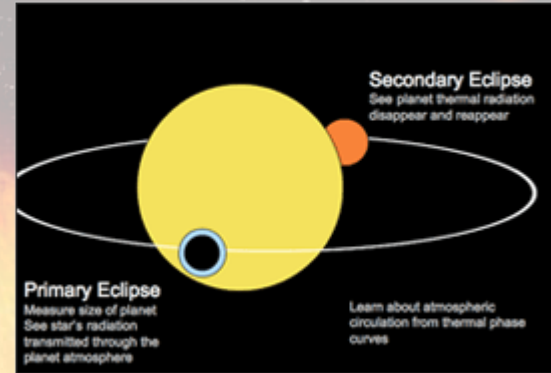 Secondary Eclipse
See planet thermal radiation
disappear and reappear
Primary Eclipse
Measure size of planet
See star's radiation
transmitted through the
planet atmosphere
Learn about atmospheric
circulation from thermal phase
curves